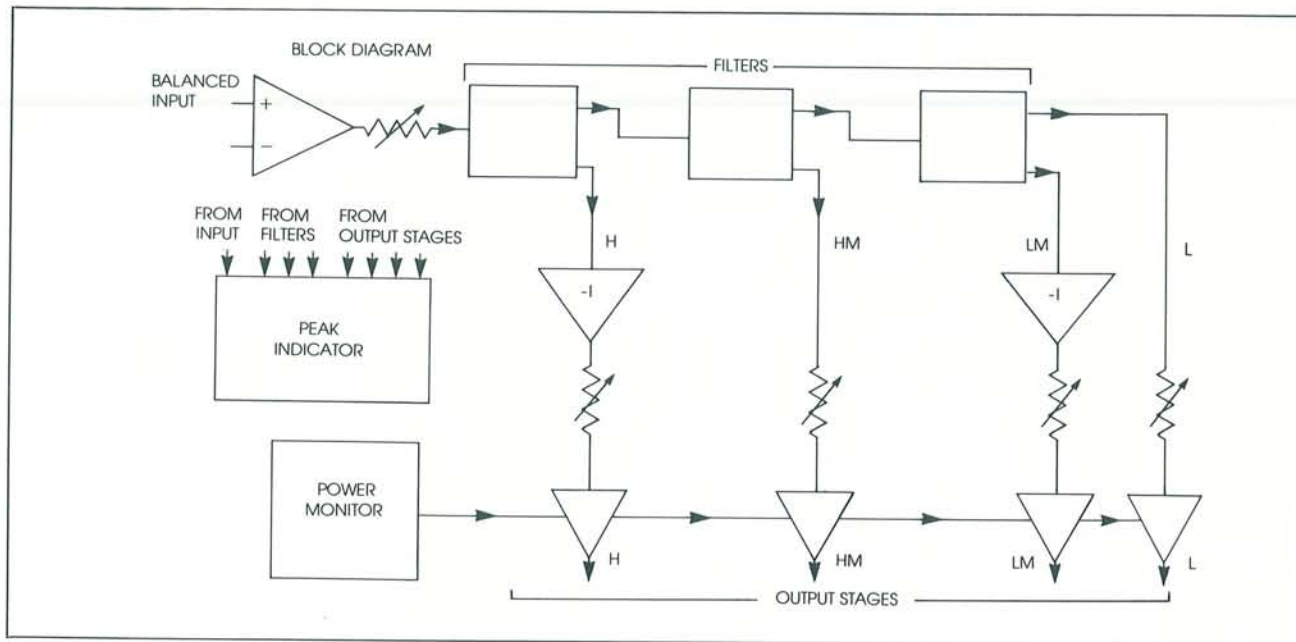 BLOCK DIAGRAM
FILTERS
BALANCED
INPUT
+
−
FROM
INPUT
FROM
FILTERS
FROM
OUTPUT STAGES
H
HM
LM
L
-I
-I
PEAK
INDICATOR
POWER
MONITOR
H
HM
LM
L
OUTPUT STAGES